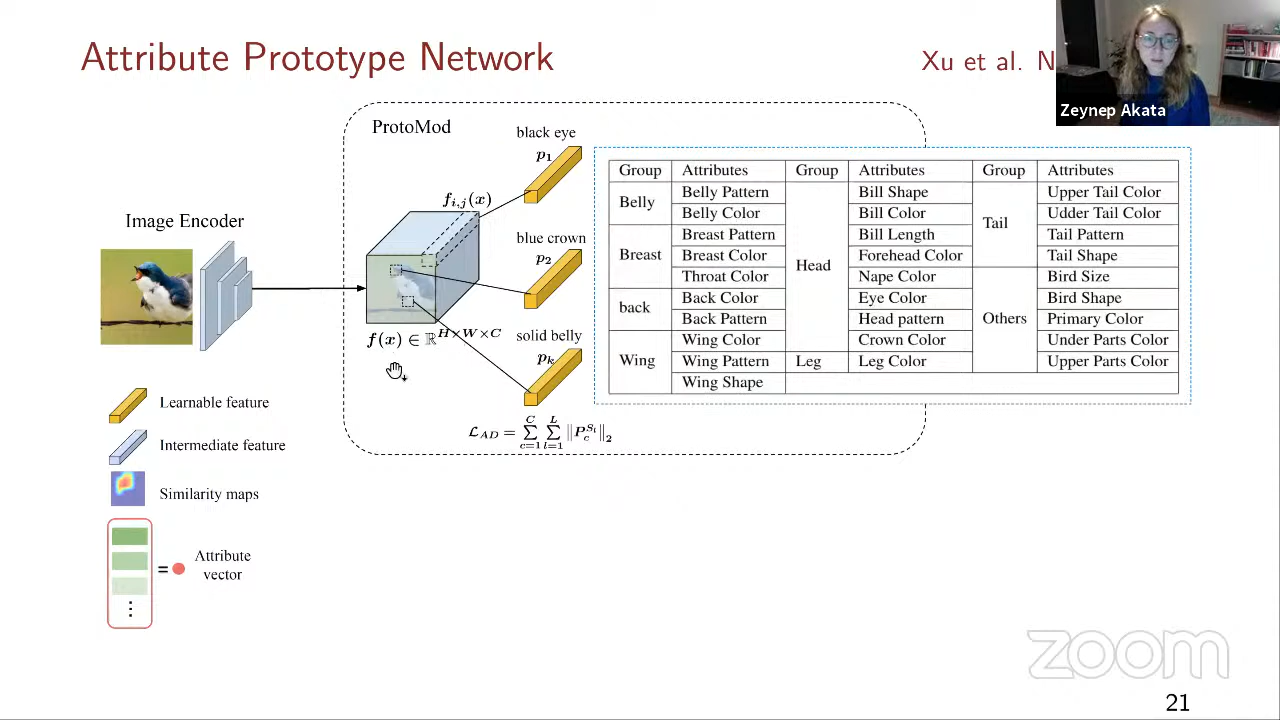 Attribute Prototype Network
Xu et al. N
Zeynep Akata
ProtoMod
black eye
p₁
f_{i,j}(x)
Image Encoder
blue crown
p₂
f(x) ∈ ℝ^{H×W×C}
solid belly
p_k
L_{AD} = ∑_{c=1}^{C} ∑_{l=1}^{L} ‖P_c^{S_l}‖₂
Group Attributes Group Attributes Group Attributes
Belly Belly Pattern Head Bill Shape Tail Upper Tail Color
Belly Color Bill Color Udder Tail Color
Breast Breast Pattern Bill Length Tail Pattern
Breast Color Forehead Color Tail Shape
Throat Color Nape Color Others Bird Size
back Back Color Eye Color Bird Shape
Back Pattern Head pattern Primary Color
Wing Wing Color Crown Color Under Parts Color
Wing Pattern Leg Leg Color Upper Parts Color
Wing Shape
Learnable feature
Intermediate feature
Similarity maps
= Attribute
vector
zoom
21